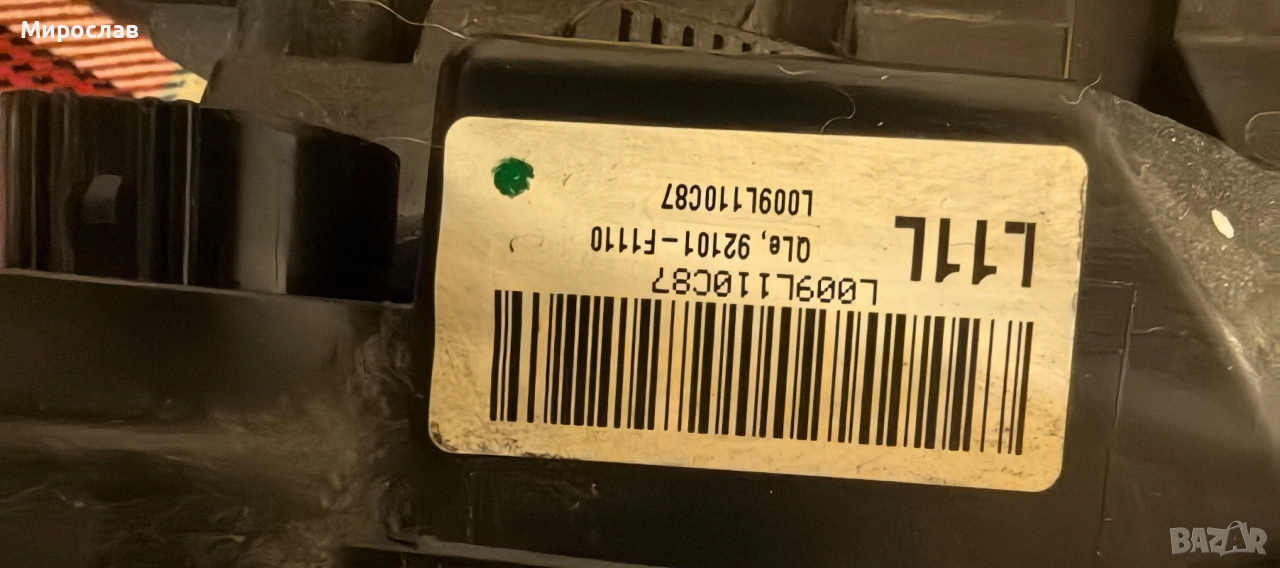 Мирослав
L009L110C87
L11L
QLe, 92101-F1110
L009L110C87
BAZAR